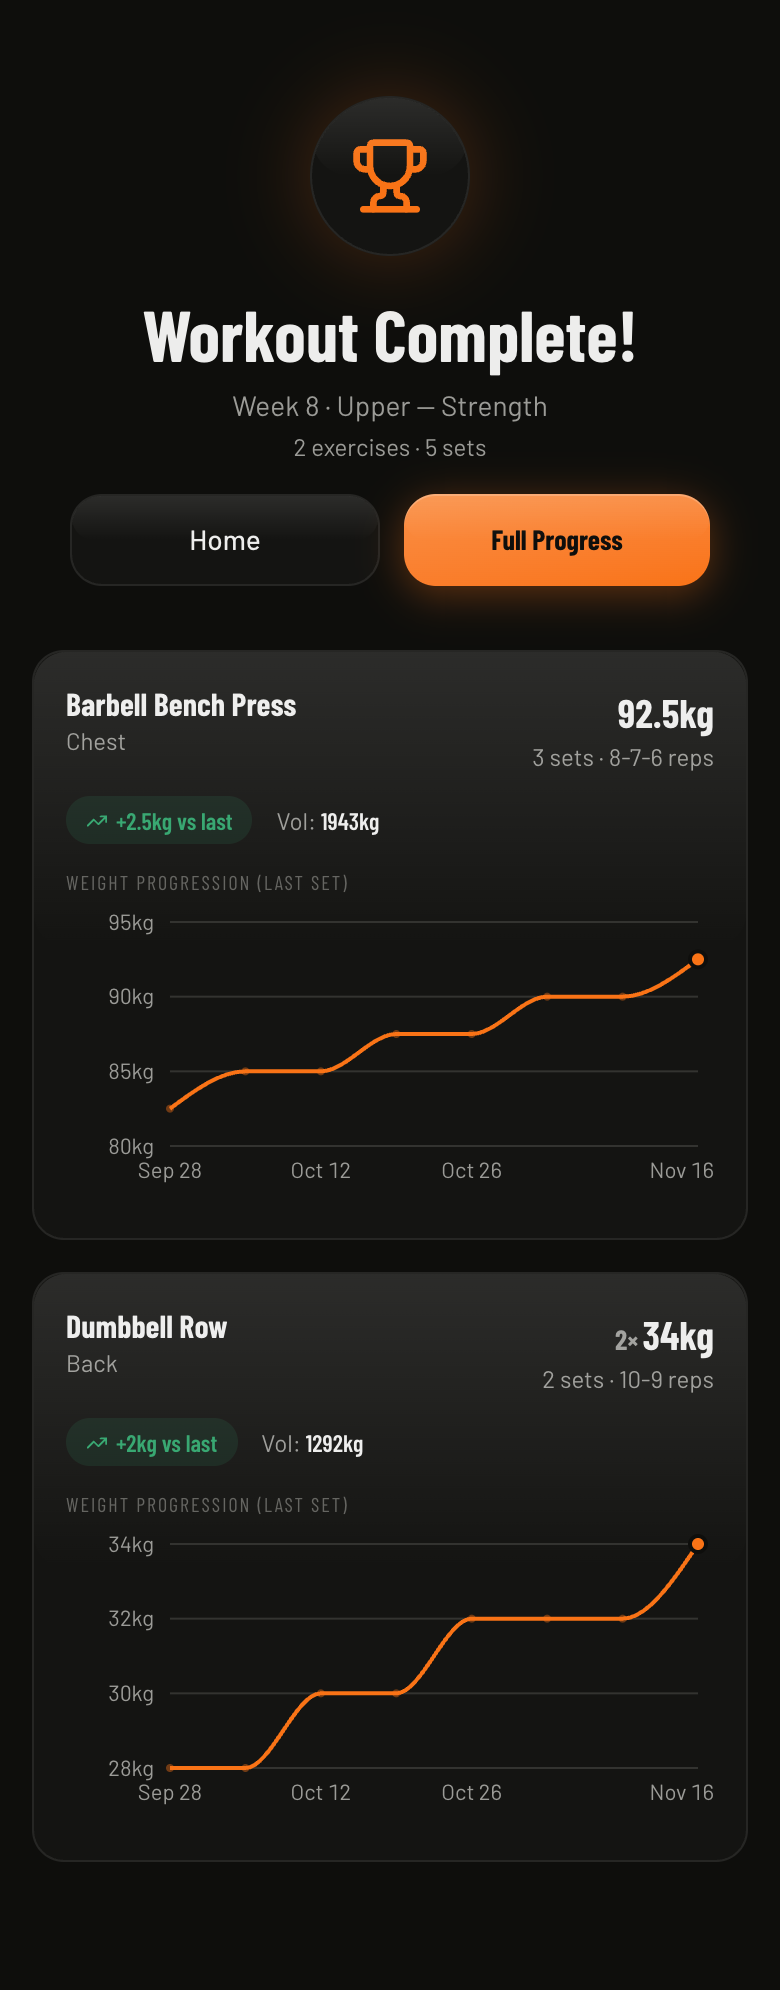 Workout Complete!
Week 8 · Upper — Strength
2 exercises · 5 sets
Home
Full Progress
Barbell Bench Press
92.5kg
Chest
3 sets · 8-7-6 reps
+2.5kg vs last
Vol: 1943kg
WEIGHT PROGRESSION (LAST SET)
95kg
90kg
85kg
80kg
Sep 28 Oct 12 Oct 26 Nov 16
Dumbbell Row
2× 34kg
Back
2 sets · 10-9 reps
+2kg vs last
Vol: 1292kg
WEIGHT PROGRESSION (LAST SET)
34kg
32kg
30kg
28kg
Sep 28 Oct 12 Oct 26 Nov 16